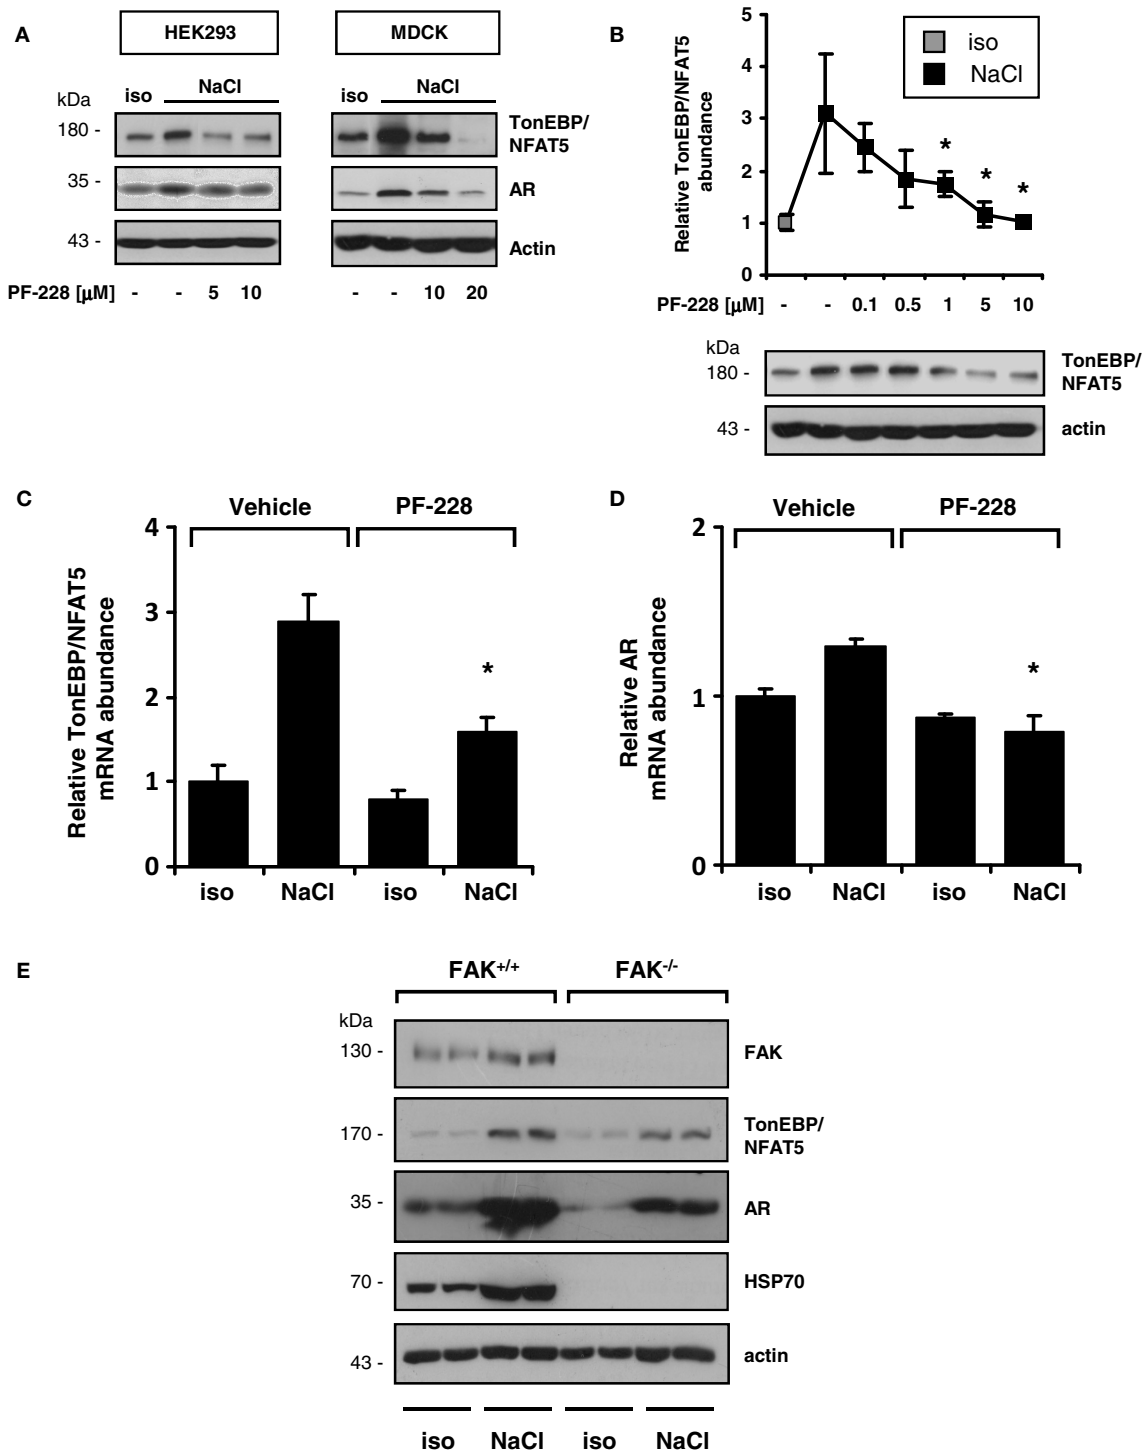 A
HEK293
MDCK
kDa
iso
NaCl
iso
NaCl
180 -
TonEBP/
NFAT5
35 -
AR
43 -
Actin
PF-228 [µM] - - 5 10 - - 10 20
B
Relative TonEBP/NFAT5
abundance
5
4
3
2
1
0
iso
NaCl
* * *
PF-228 [µM] - - 0.1 0.5 1 5 10
kDa
180 -
TonEBP/
NFAT5
43 -
actin
C
Vehicle PF-228
Relative TonEBP/NFAT5
mRNA abundance
4
3
2
1
0
*
iso NaCl iso NaCl
D
Vehicle PF-228
Relative AR
mRNA abundance
2
1
0
*
iso NaCl iso NaCl
E
FAK+/+ FAK-/-
kDa
130 -
FAK
170 -
TonEBP/
NFAT5
35 -
AR
70 -
HSP70
43 -
actin
iso NaCl iso NaCl